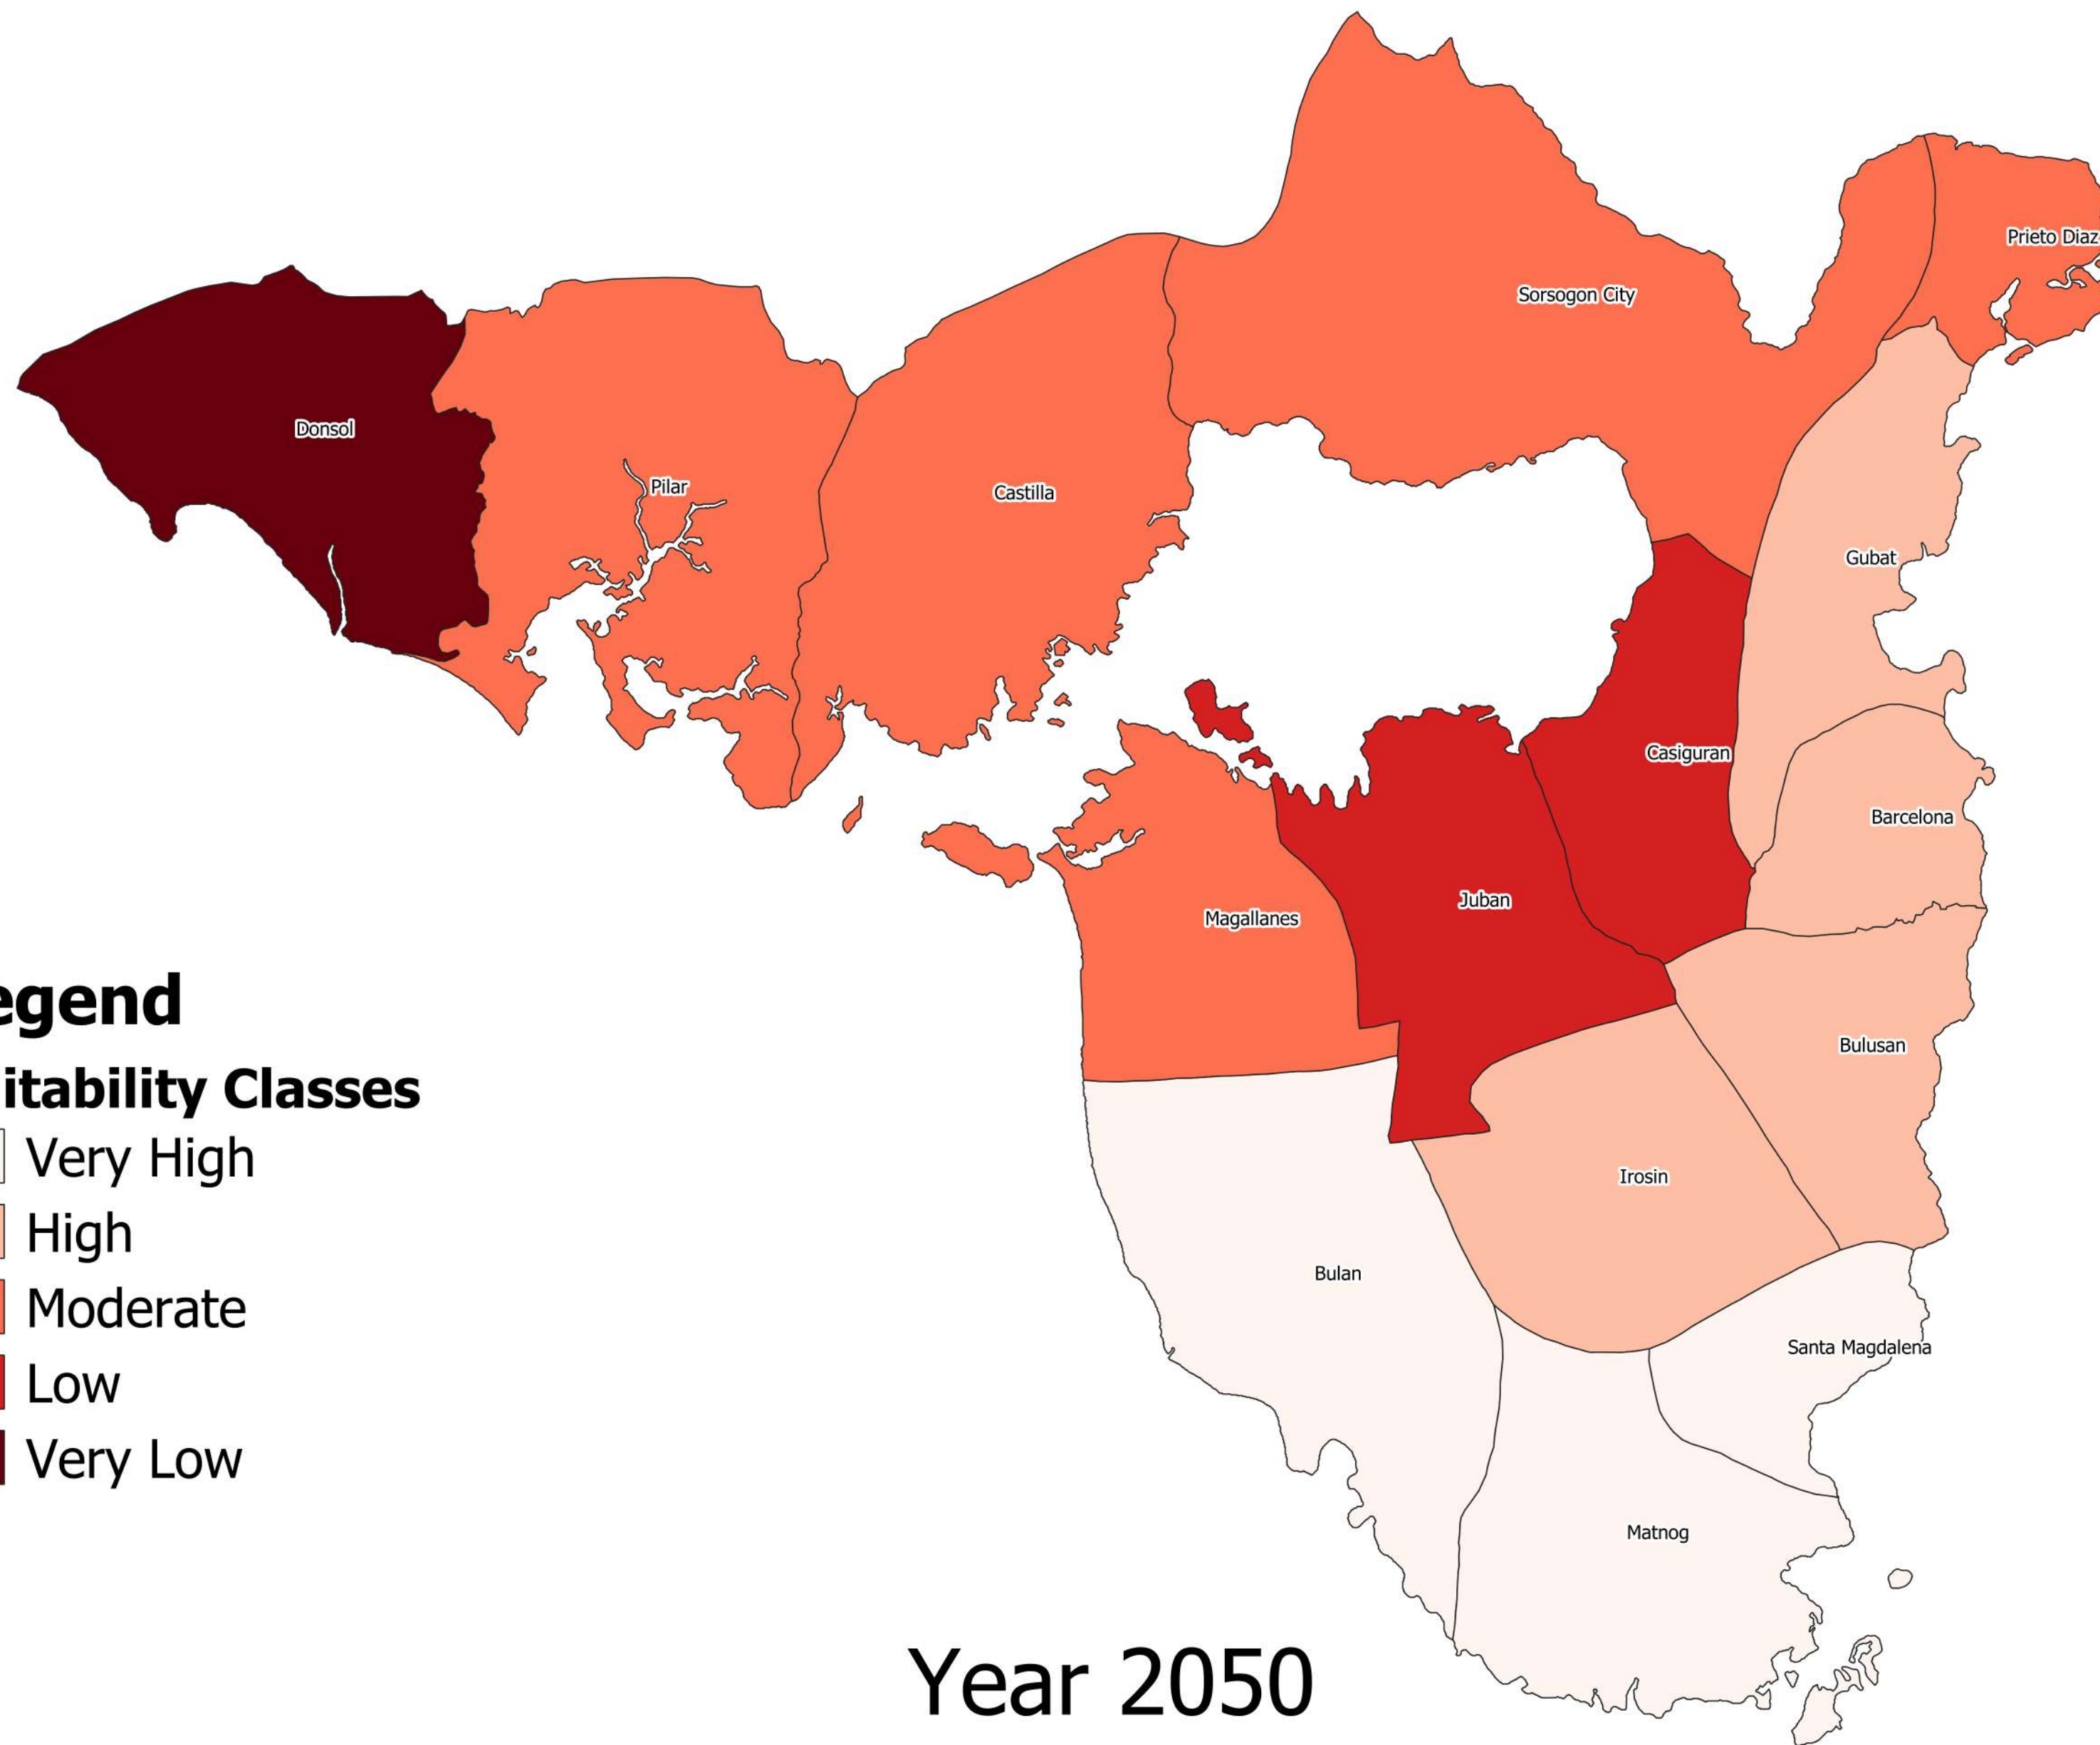 Prieto Diaz
Sorsogon City
Donsol
Pilar
Castilla
Gubat
Casiguran
Barcelona
Juban
Magallanes
Bulusan
Irosin
Bulan
Santa Magdalena
Matnog
egend
itability Classes
Very High
High
Moderate
Low
Very Low
Year 2050